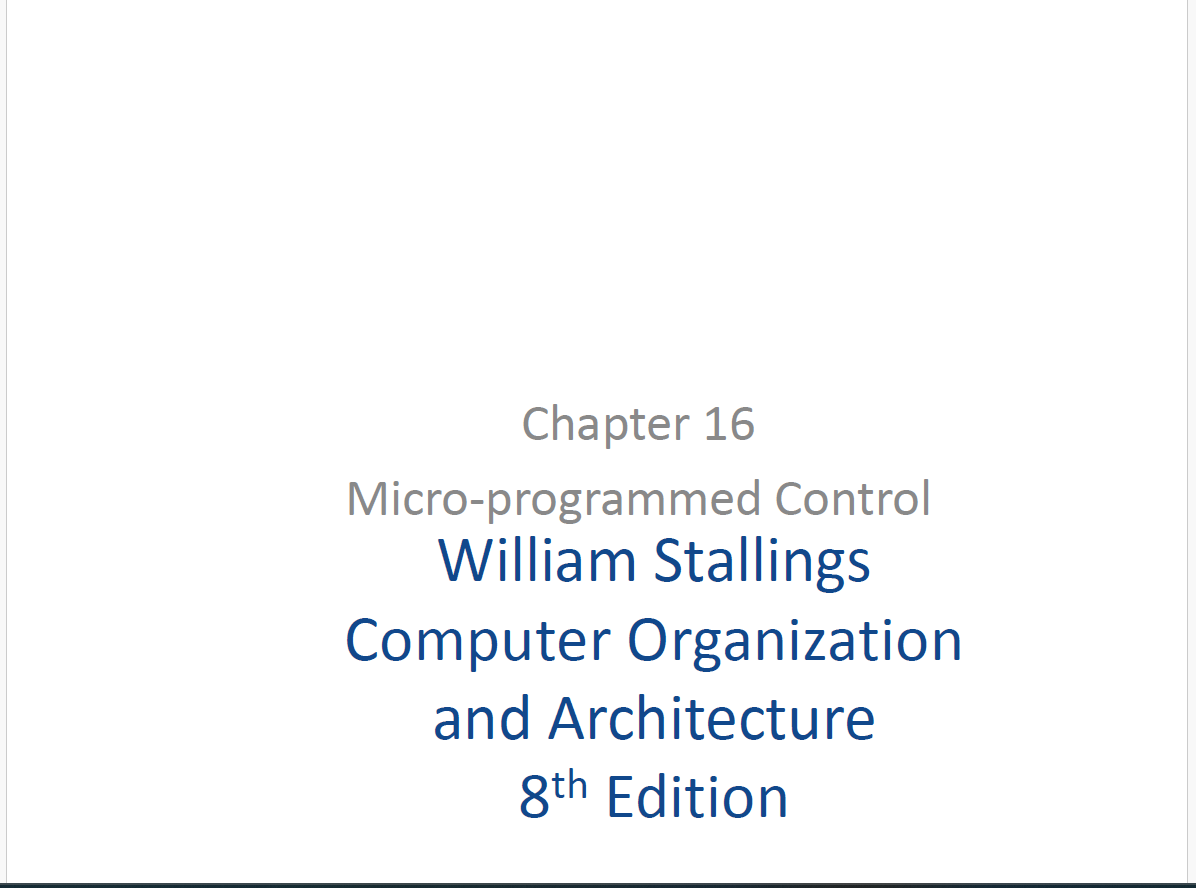 Chapter 16
Micro-programmed Control
William Stallings
Computer Organization
and Architecture
8th Edition